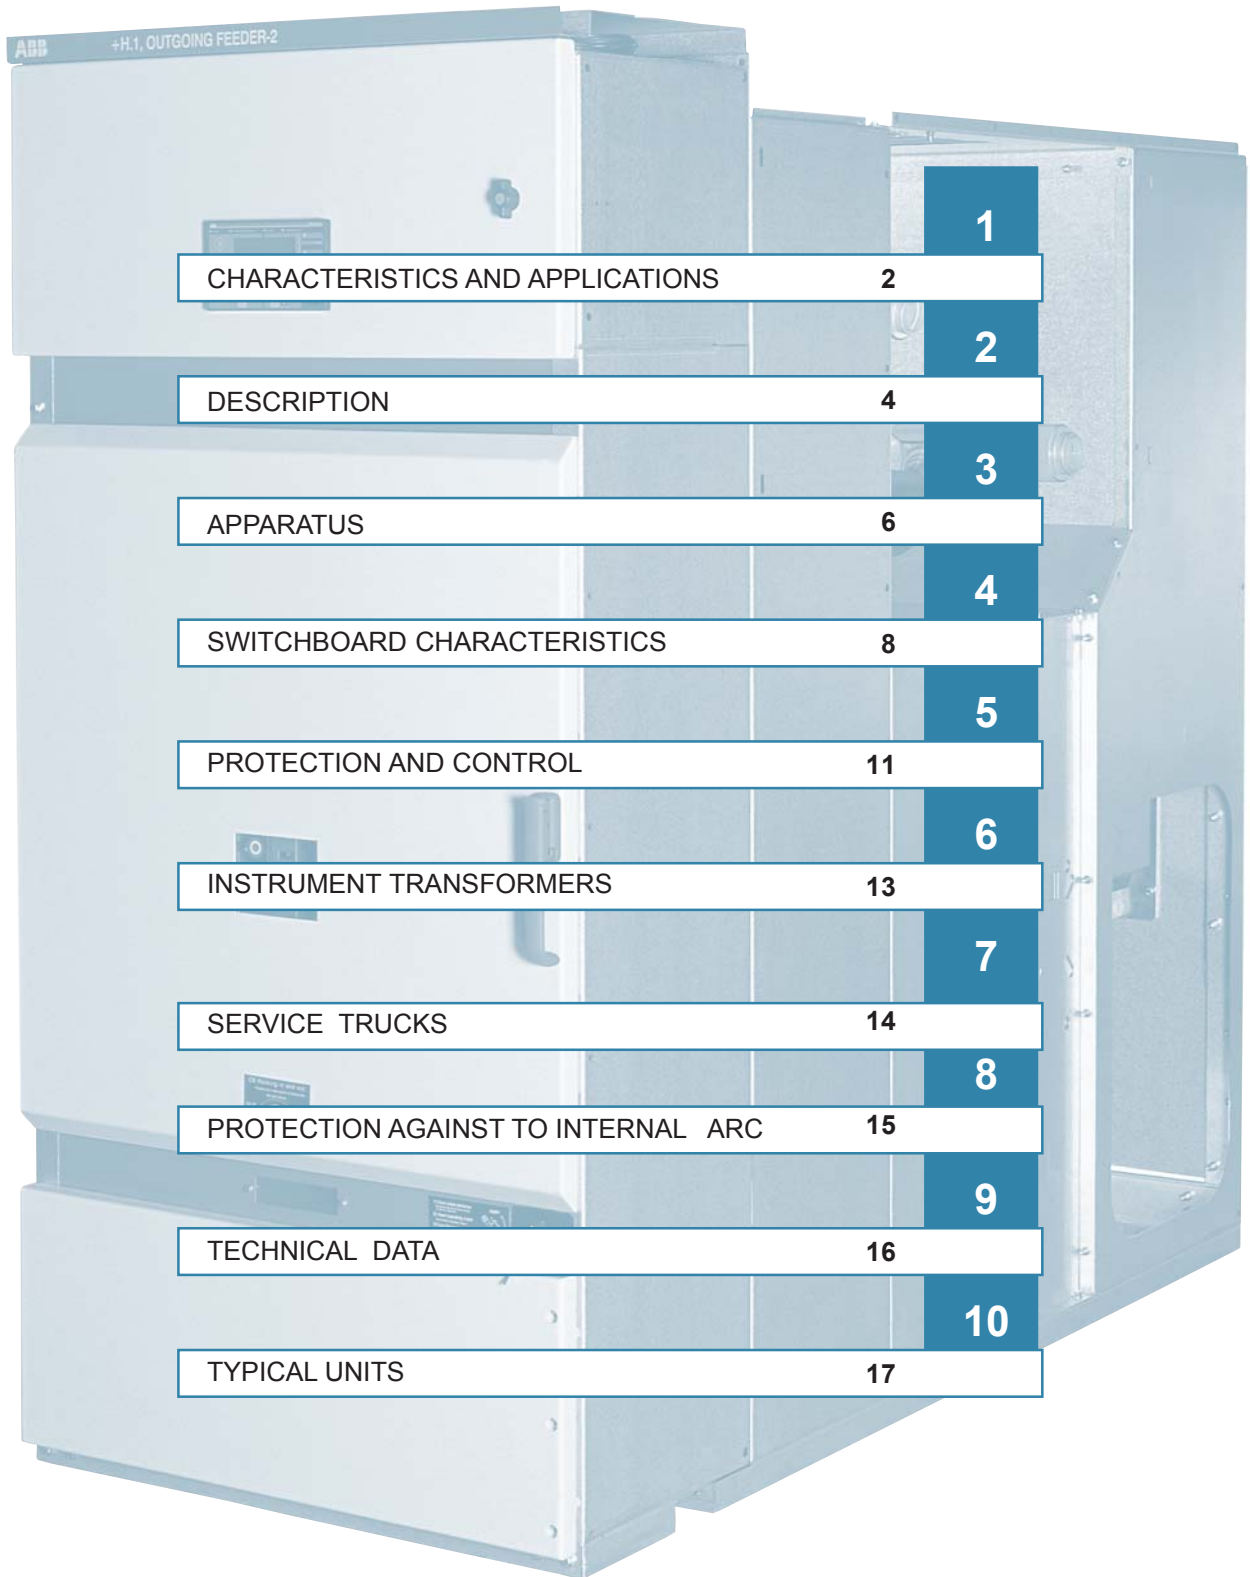 ABB +H.1, OUTGOING FEEDER-2
1
CHARACTERISTICS AND APPLICATIONS 2
2
DESCRIPTION 4
3
APPARATUS 6
4
SWITCHBOARD CHARACTERISTICS 8
5
PROTECTION AND CONTROL 11
6
INSTRUMENT TRANSFORMERS 13
7
SERVICE TRUCKS 14
8
PROTECTION AGAINST TO INTERNAL ARC 15
9
TECHNICAL DATA 16
10
TYPICAL UNITS 17